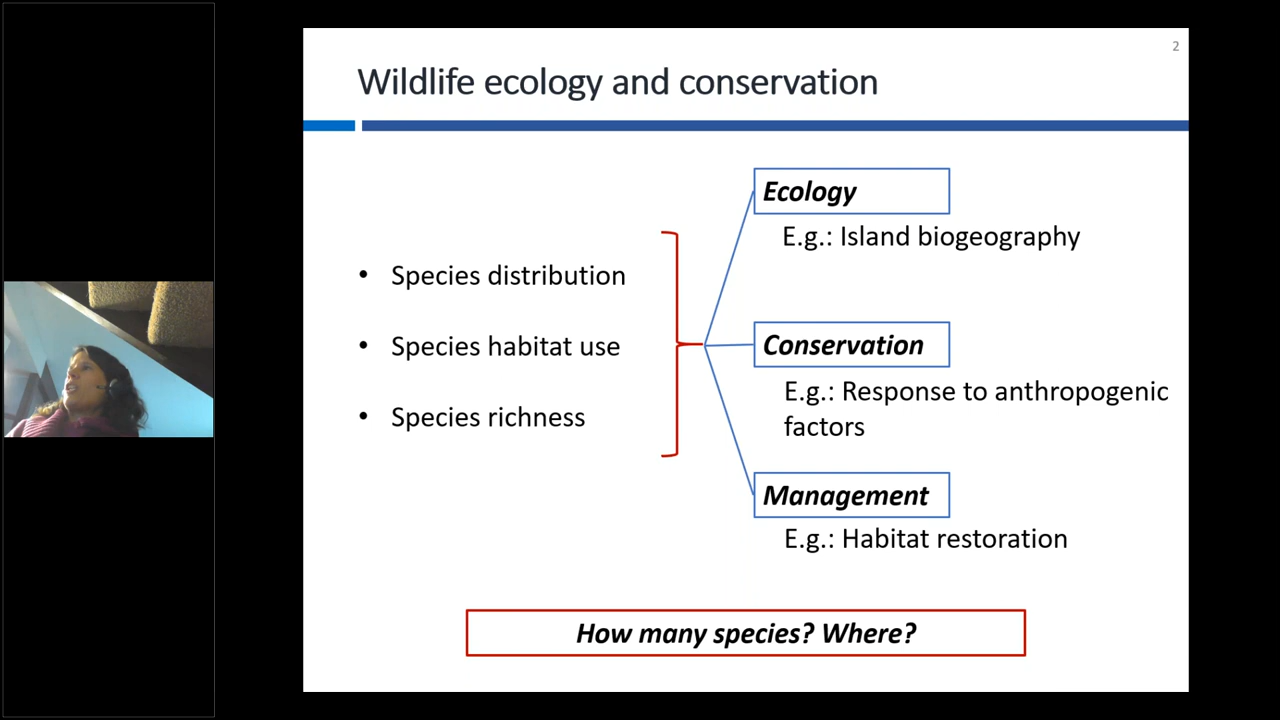 2
Wildlife ecology and conservation
Ecology
E.g.: Island biogeography
• Species distribution
• Species habitat use
• Species richness
Conservation
E.g.: Response to anthropogenic
factors
Management
E.g.: Habitat restoration
How many species? Where?